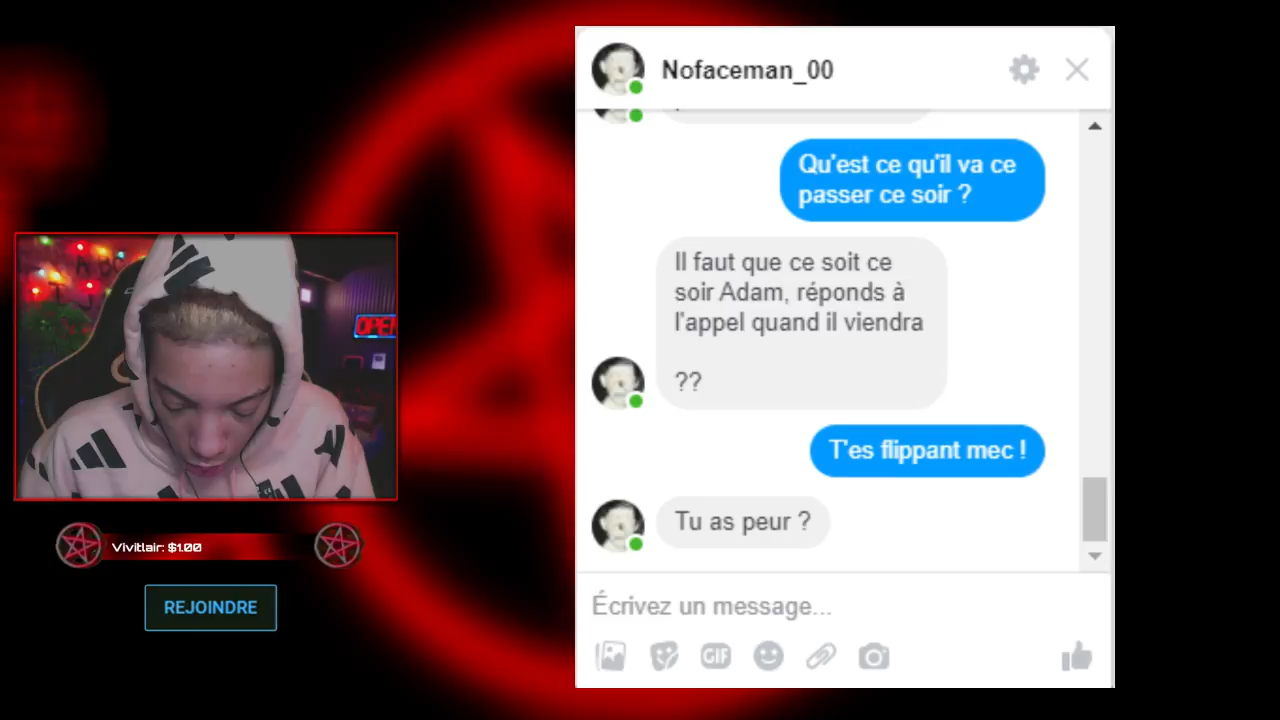 OPEN
Vivitlair: $1.00
REJOINDRE
Nofaceman_00
Qu'est ce qu'il va ce
passer ce soir ?
Il faut que ce soit ce
soir Adam, réponds à
l'appel quand il viendra
??
T'es flippant mec !
Tu as peur ?
Écrivez un message...
GIF